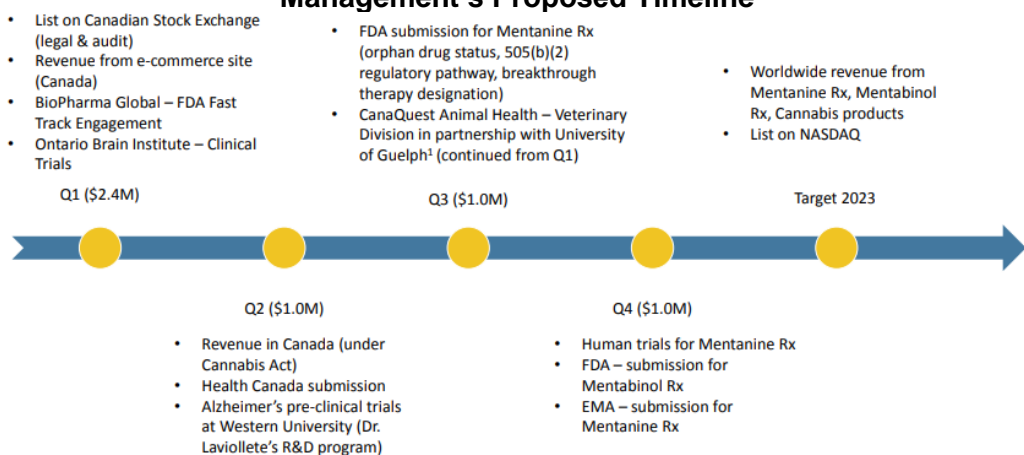 Management's Proposed Timeline
• List on Canadian Stock Exchange
(legal & audit)
• Revenue from e-commerce site
(Canada)
• BioPharma Global – FDA Fast
Track Engagement
• Ontario Brain Institute – Clinical
Trials
Q1 ($2.4M)
• FDA submission for Mentanine Rx
(orphan drug status, 505(b)(2)
regulatory pathway, breakthrough
therapy designation)
• CanaQuest Animal Health – Veterinary
Division in partnership with University
of Guelph¹ (continued from Q1)
Q3 ($1.0M)
• Worldwide revenue from
Mentanine Rx, Mentabinol
Rx, Cannabis products
• List on NASDAQ
Target 2023
Q2 ($1.0M)
• Revenue in Canada (under
Cannabis Act)
• Health Canada submission
• Alzheimer's pre-clinical trials
at Western University (Dr.
Laviollete's R&D program)
Q4 ($1.0M)
• Human trials for Mentanine Rx
• FDA – submission for
Mentabinol Rx
• EMA – submission for
Mentanine Rx